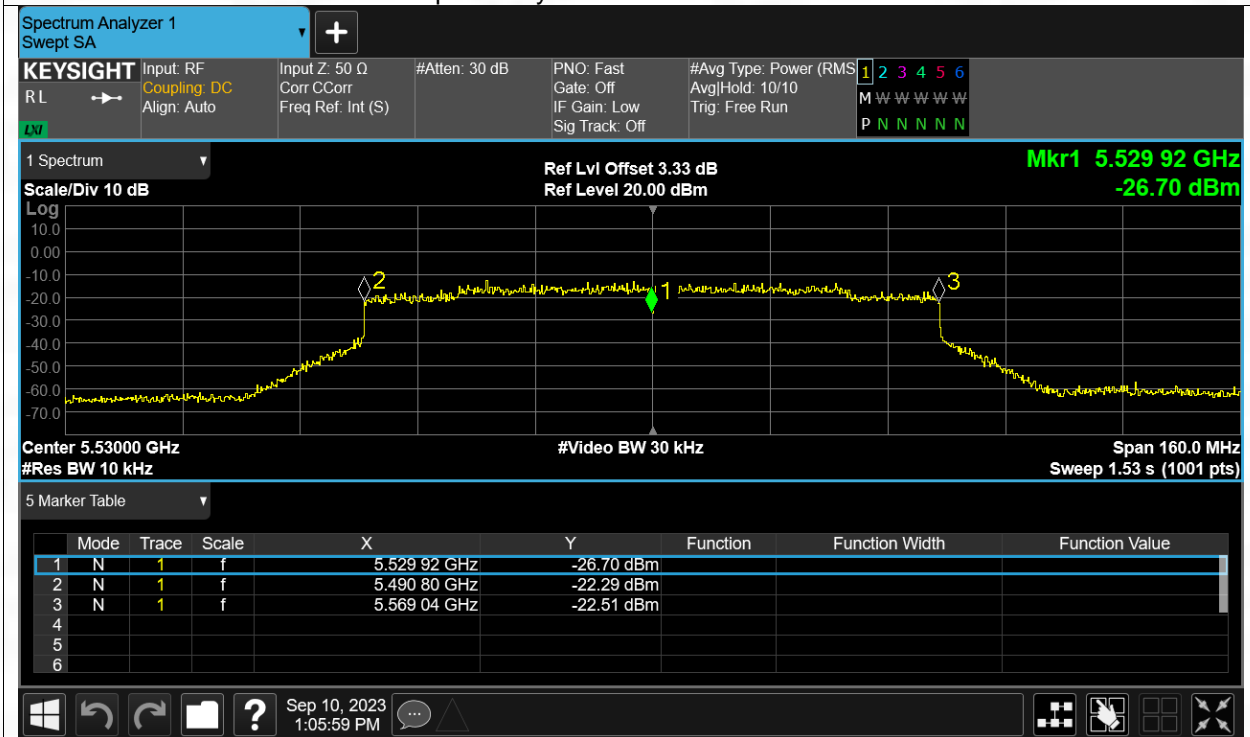 Spectrum Analyzer 1
Swept SA
+
KEYSIGHT Input: RF Input Z: 50 Ω #Atten: 30 dB PNO: Fast #Avg Type: Power (RMS 1 2 3 4 5 6
RL Coupling: DC Corr CCorr Gate: Off Avg|Hold: 10/10 M W W W W W
Align: Auto Freq Ref: Int (S) IF Gain: Low Trig: Free Run
LXI Sig Track: Off P N N N N N
1 Spectrum
Ref Lvl Offset 3.33 dB Mkr1 5.529 92 GHz
Scale/Div 10 dB Ref Level 20.00 dBm -26.70 dBm
Log
10.0
0.00
-10.0
2 1 3
-20.0
-30.0
-40.0
-50.0
-60.0
-70.0
Center 5.53000 GHz #Video BW 30 kHz Span 160.0 MHz
#Res BW 10 kHz Sweep 1.53 s (1001 pts)
5 Marker Table
Mode Trace Scale X Y Function Function Width Function Value
1 N 1 f 5.529 92 GHz -26.70 dBm
2 N 1 f 5.490 80 GHz -22.29 dBm
3 N 1 f 5.569 04 GHz -22.51 dBm
4
5
6
? Sep 10, 2023
1:05:59 PM